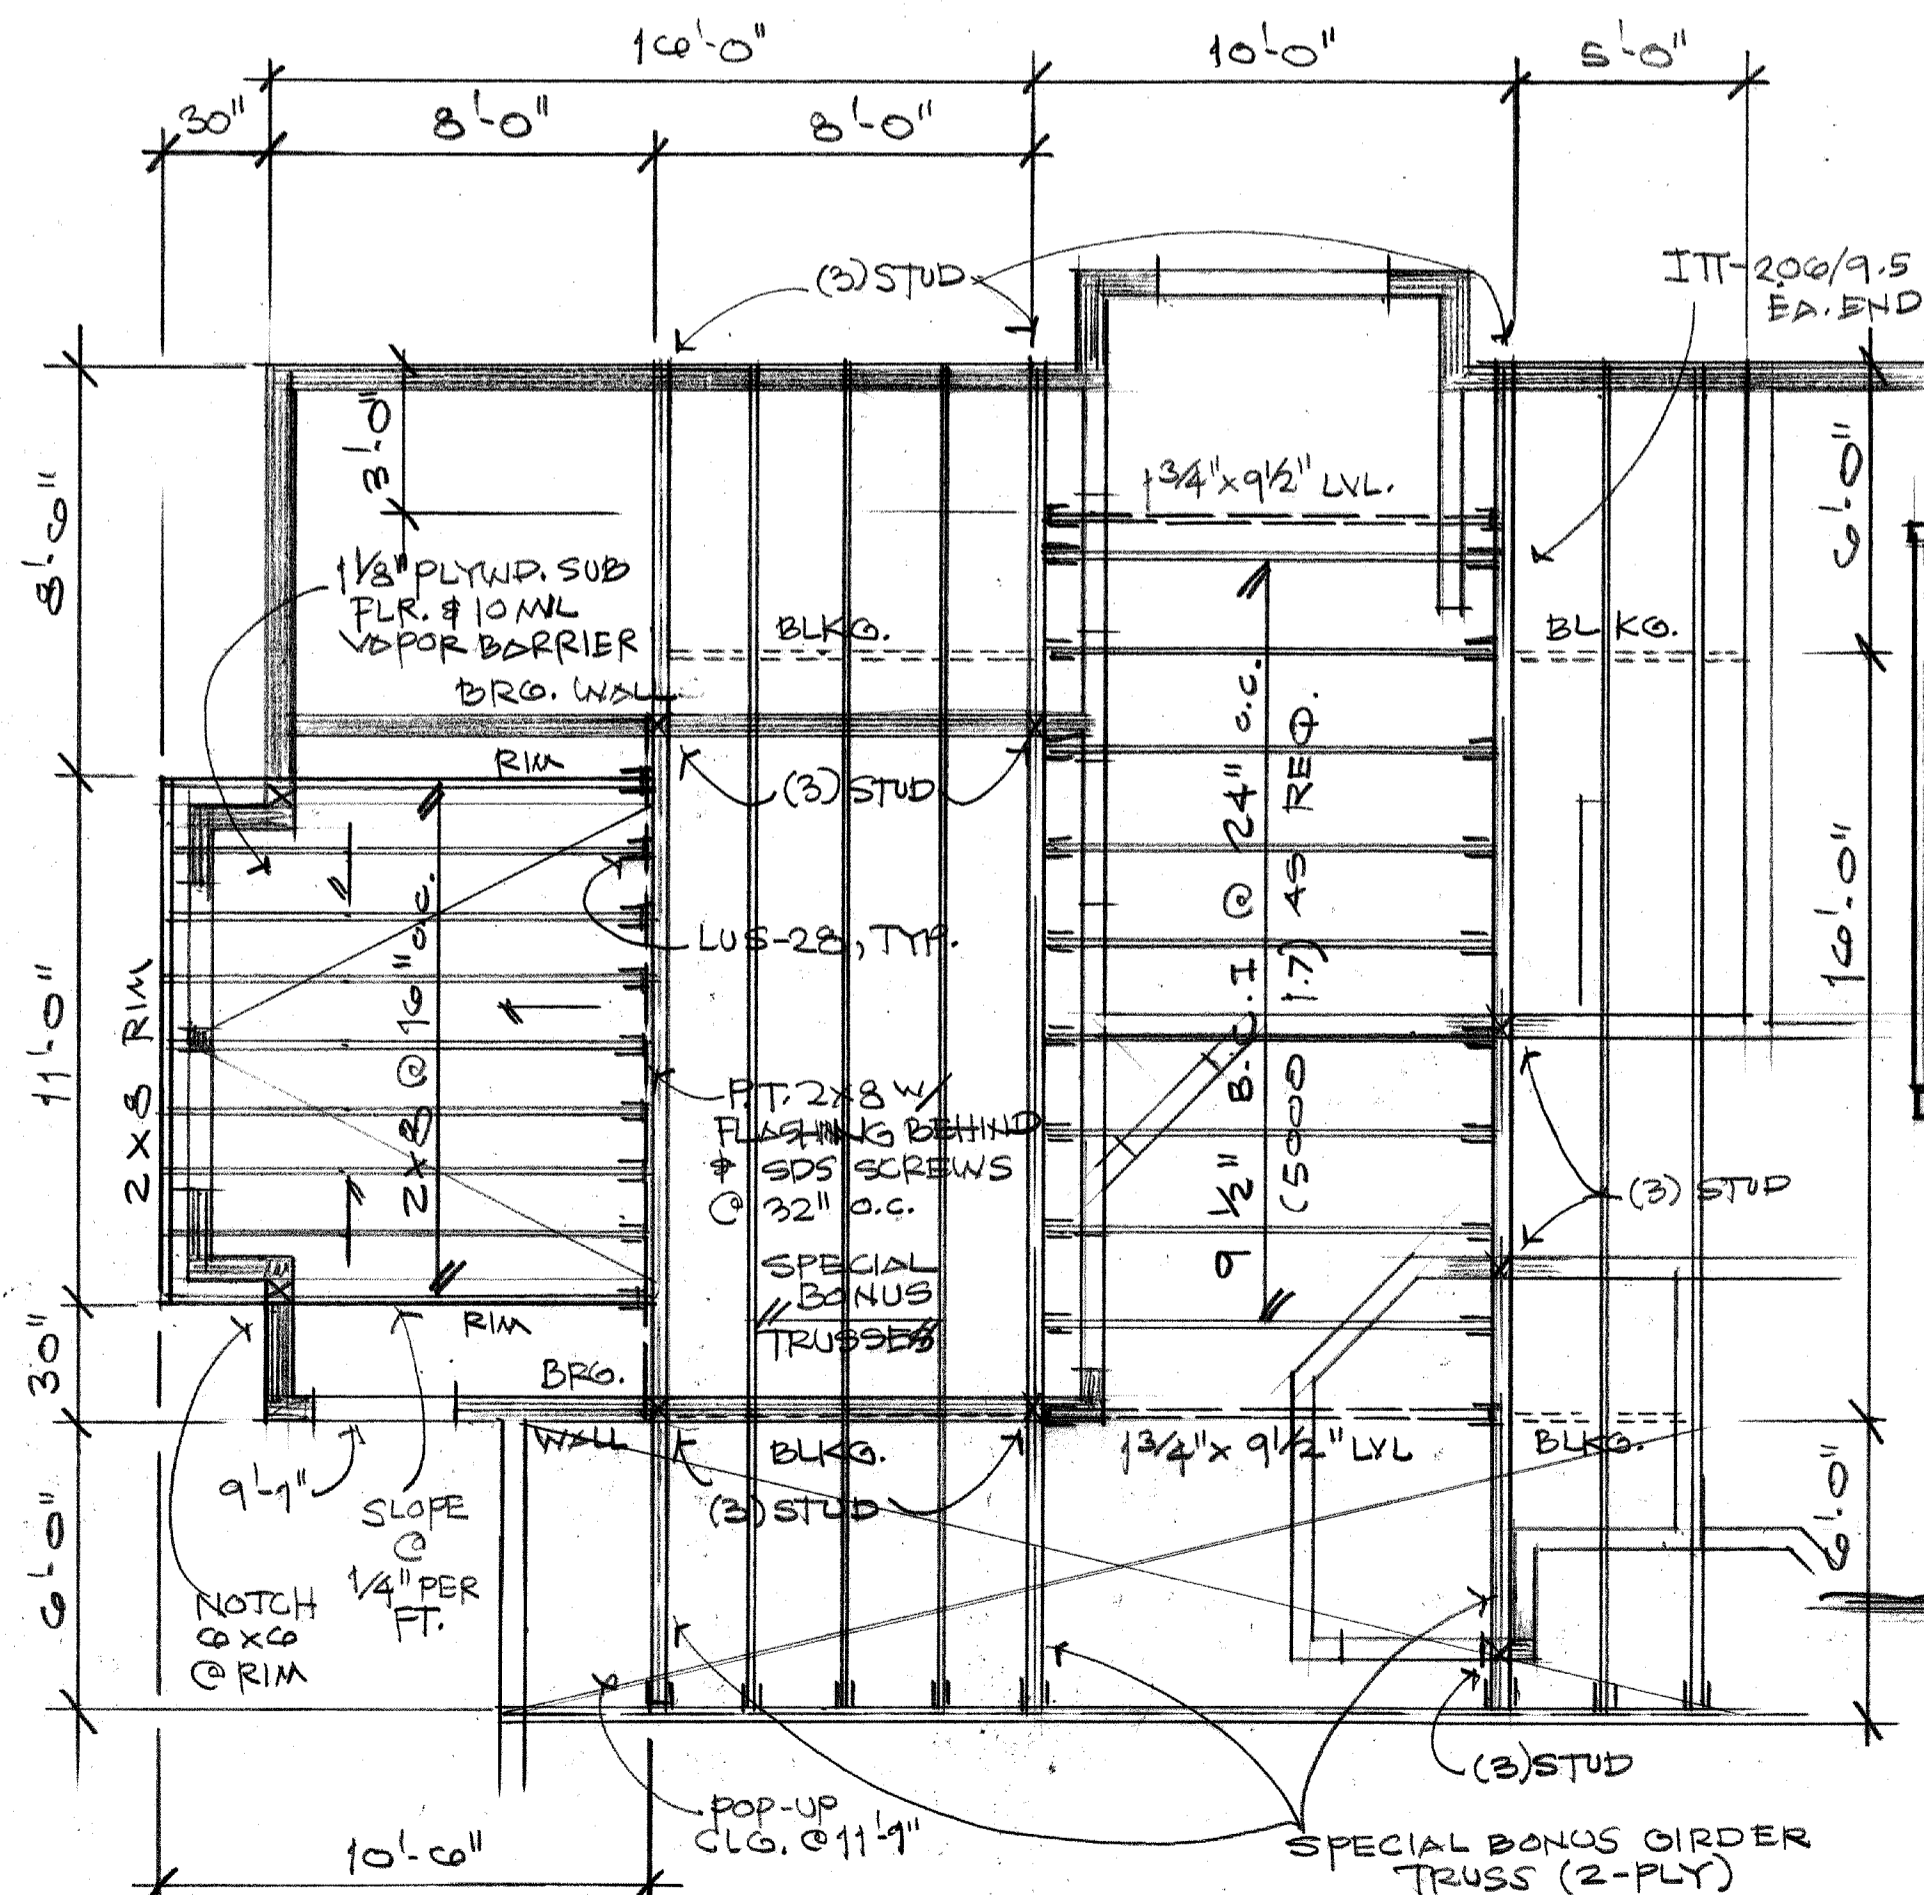 16'-0"
10'-0"
5'-0"
30"
8'-0"
8'-0"
(3) STUD
ITT-206/9.5
EA. END
3'-0"
8'-6"
1 3/4" x 9 1/2" LVL.
6'-0"
1 1/8" PLYWD. SUB
FLR. & 10 MIL
VAPOR BARRIER
BLKG.
BLKG.
BRG. WALL
RIM
(3) STUD
LUS-28, TYP.
9 1/2" B.C.I @ 24" o.c.
(5000 1.7) AS REQ.
16'-0"
2x8 RIM
2x8 @ 16" o.c.
11'-0"
P.T. 2x8 W/
FLASHING BEHIND
& SDS SCREWS
@ 32" o.c.
(3) STUD
SPECIAL
BONUS
TRUSSES
RIM
30"
BRG.
WALL
BLKG.
1 3/4" x 9 1/2" LVL
BLKG.
9'-1"
(3) STUD
SLOPE
@
1/4" PER
FT.
6'-0"
6'-0"
NOTCH
6x6
@ RIM
(3) STUD
POP-UP
CLG. @ 11'-1"
10'-6"
SPECIAL BONUS GIRDER
TRUSS (2-PLY)